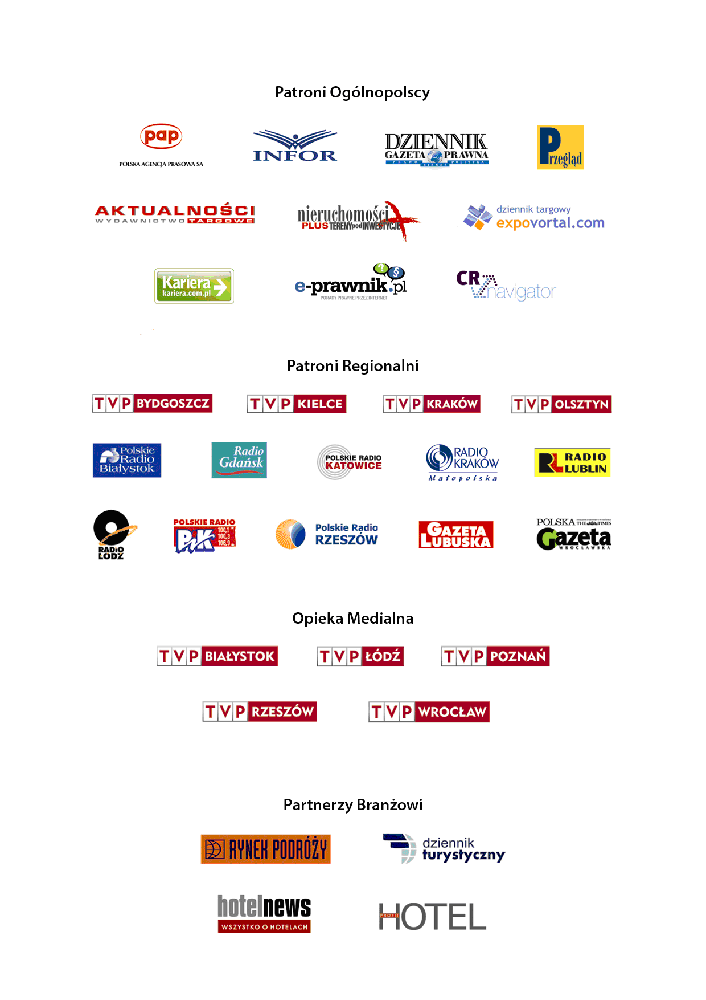 Patroni Ogólnopolscy
pap
POLSKA AGENCJA PRASOWA SA
INFOR
DZIENNIK
GAZETA PRAWNA
PRAWO BIZNES POLITYKA
Przegląd
AKTUALNOŚCI
WYDAWNICTWO TARGOWE
nieruchomości
PLUS TERENY pod INWESTYCJE
dziennik targowy
expovortal.com
Kariera
kariera.com.pl
e-prawnik.pl
PORADY PRAWNE PRZEZ INTERNET
CR
navigator
Patroni Regionalni
TVP BYDGOSZCZ
TVP KIELCE
TVP KRAKÓW
TVP OLSZTYN
Polskie
Radio
Białystok
Radio
Gdańsk
POLSKIE RADIO
KATOWICE
RADIO
KRAKÓW
Małopolska
RL RADIO
LUBLIN
RADIO
ŁÓDŹ
POLSKIE RADIO
PiK
100,1
100,3
106,9
Polskie Radio
RZESZÓW
GAZETA
LUBUSKA
POLSKA THE TIMES
Gazeta
WROCŁAWSKA
Opieka Medialna
TVP BIAŁYSTOK
TVP ŁÓDŹ
TVP POZNAŃ
TVP RZESZÓW
TVP WROCŁAW
Partnerzy Branżowi
RYNEK PODRÓŻY
dziennik
turystyczny
hotelnews
WSZYSTKO O HOTELACH
PROFIT
HOTEL